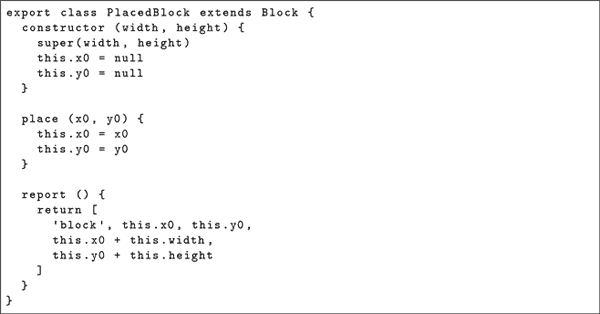 export class PlacedBlock extends Block {
  constructor (width, height) {
    super(width, height)
    this.x0 = null
    this.y0 = null
  }

  place (x0, y0) {
    this.x0 = x0
    this.y0 = y0
  }

  report () {
    return [
      'block', this.x0, this.y0,
      this.x0 + this.width,
      this.y0 + this.height
    ]
  }
}